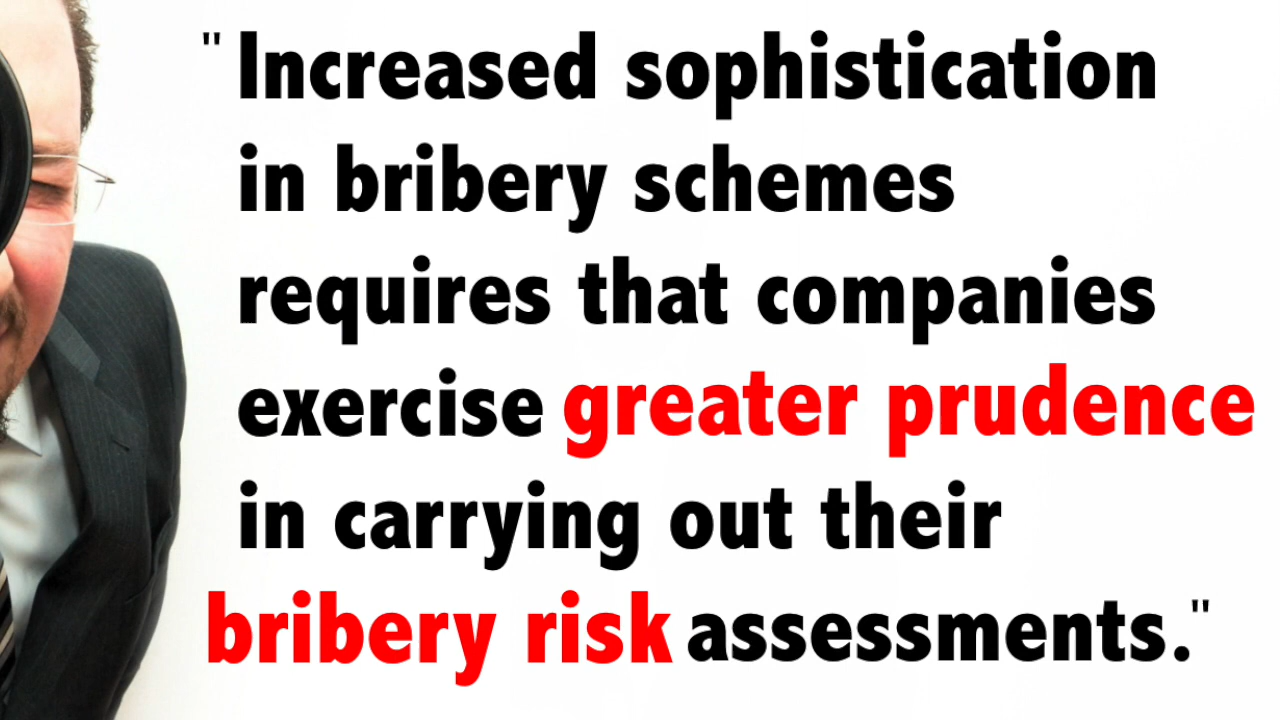 "Increased sophistication
in bribery schemes
requires that companies
exercise greater prudence
in carrying out their
bribery risk assessments."